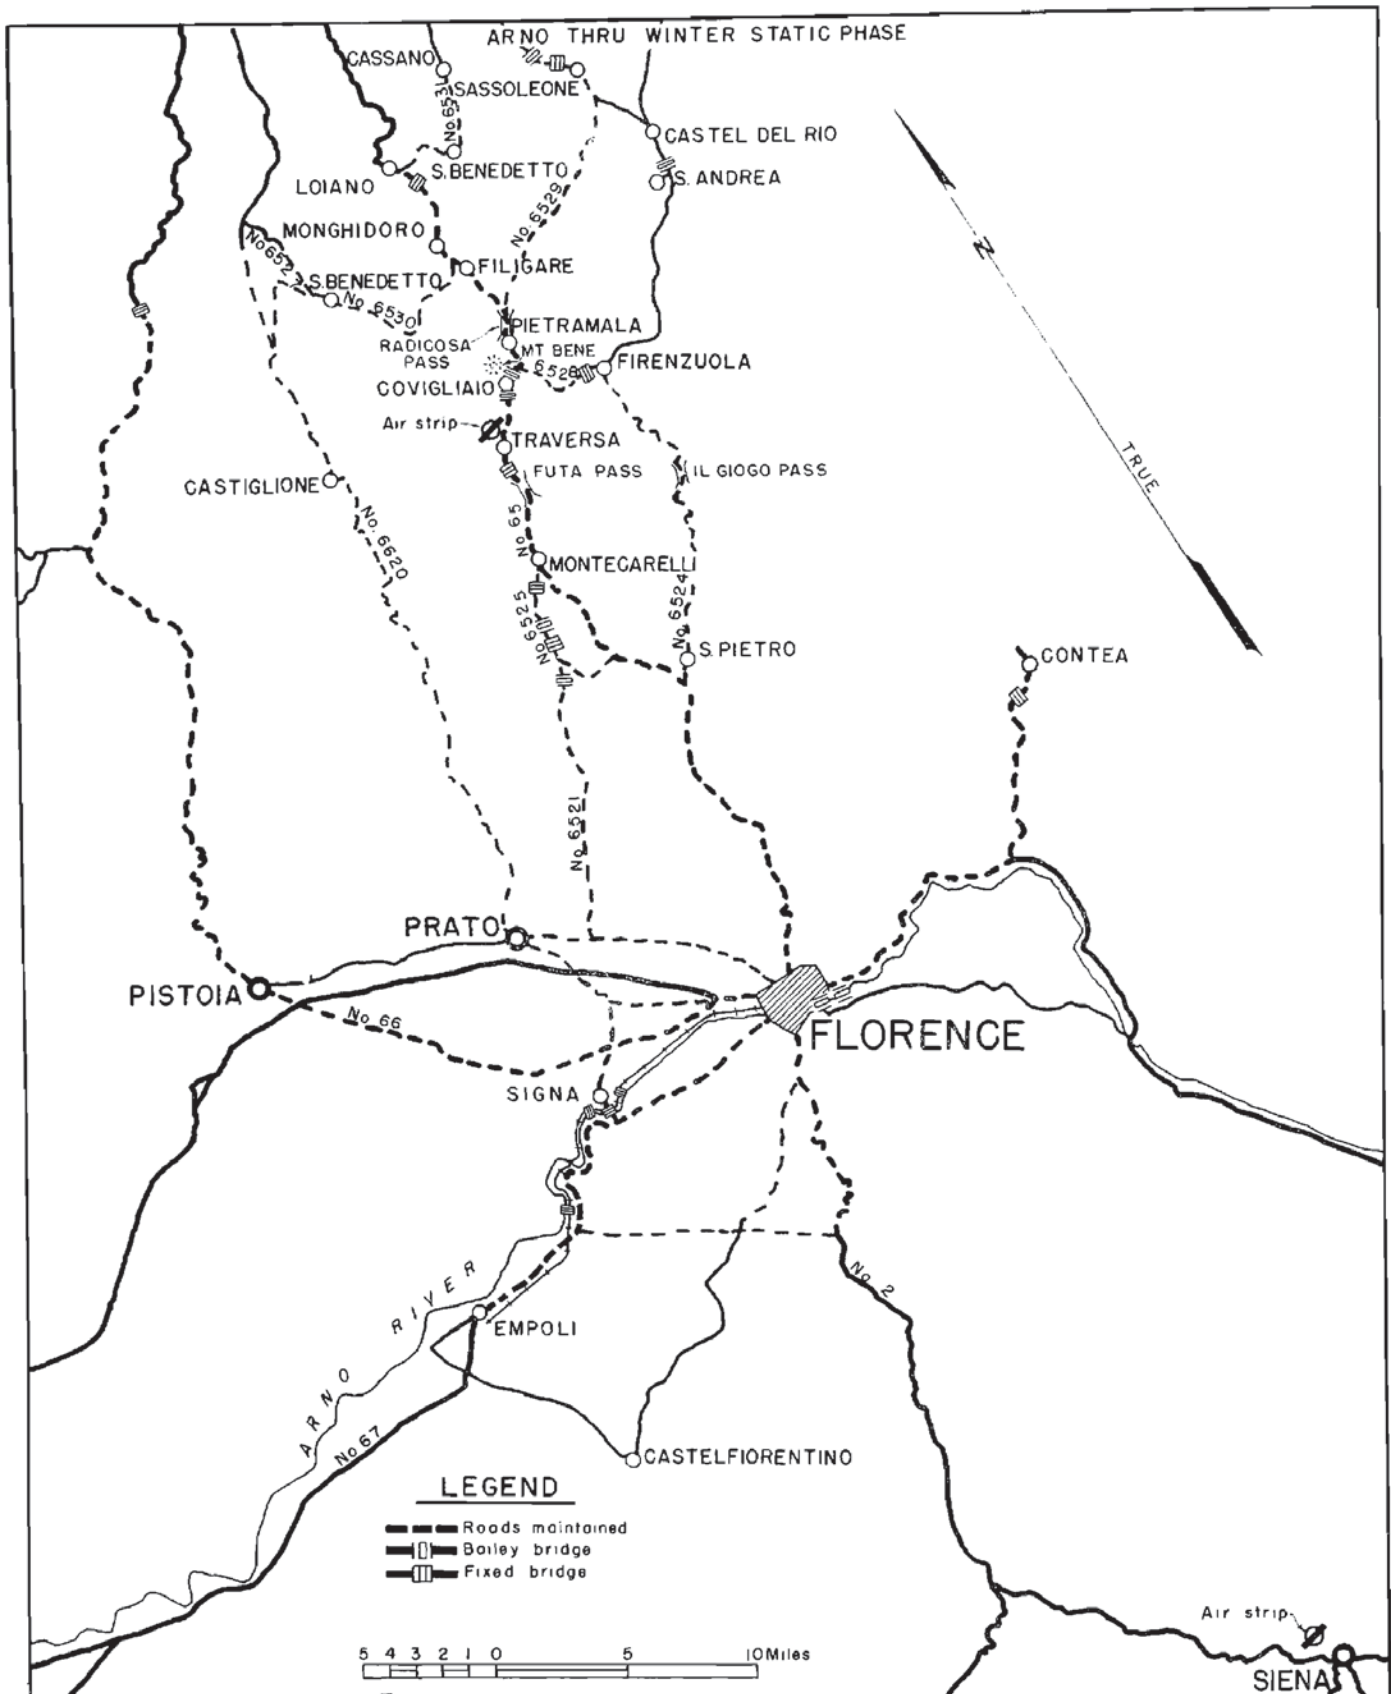 ARNO THRU WINTER STATIC PHASE
CASSANO
SASSOLEONE
No 6531
CASTEL DEL RIO
S. BENEDETTO
LOIANO
S. ANDREA
No 6529
MONGHIDORO
No 652
FILIGARE
S. BENEDETTO
No 6530
PIETRAMALA
RADICOSA
PASS
MT BENE
6528
FIRENZUOLA
COVIGLIAIO
Air strip
TRAVERSA
FUTA PASS
IL GIOGO PASS
TRUE
N
CASTIGLIONE
No. 6620
No 65
MONTECARELLI
No 6525
No 6524
S. PIETRO
CONTEA
No 6521
PRATO
PISTOIA
No 66
FLORENCE
SIGNA
No 2
ARNO RIVER
EMPOLI
No 67
CASTELFIORENTINO
LEGEND
Roads maintained
Bailey bridge
Fixed bridge
Air strip
5 4 3 2 1 0 5 10 Miles
SIENA